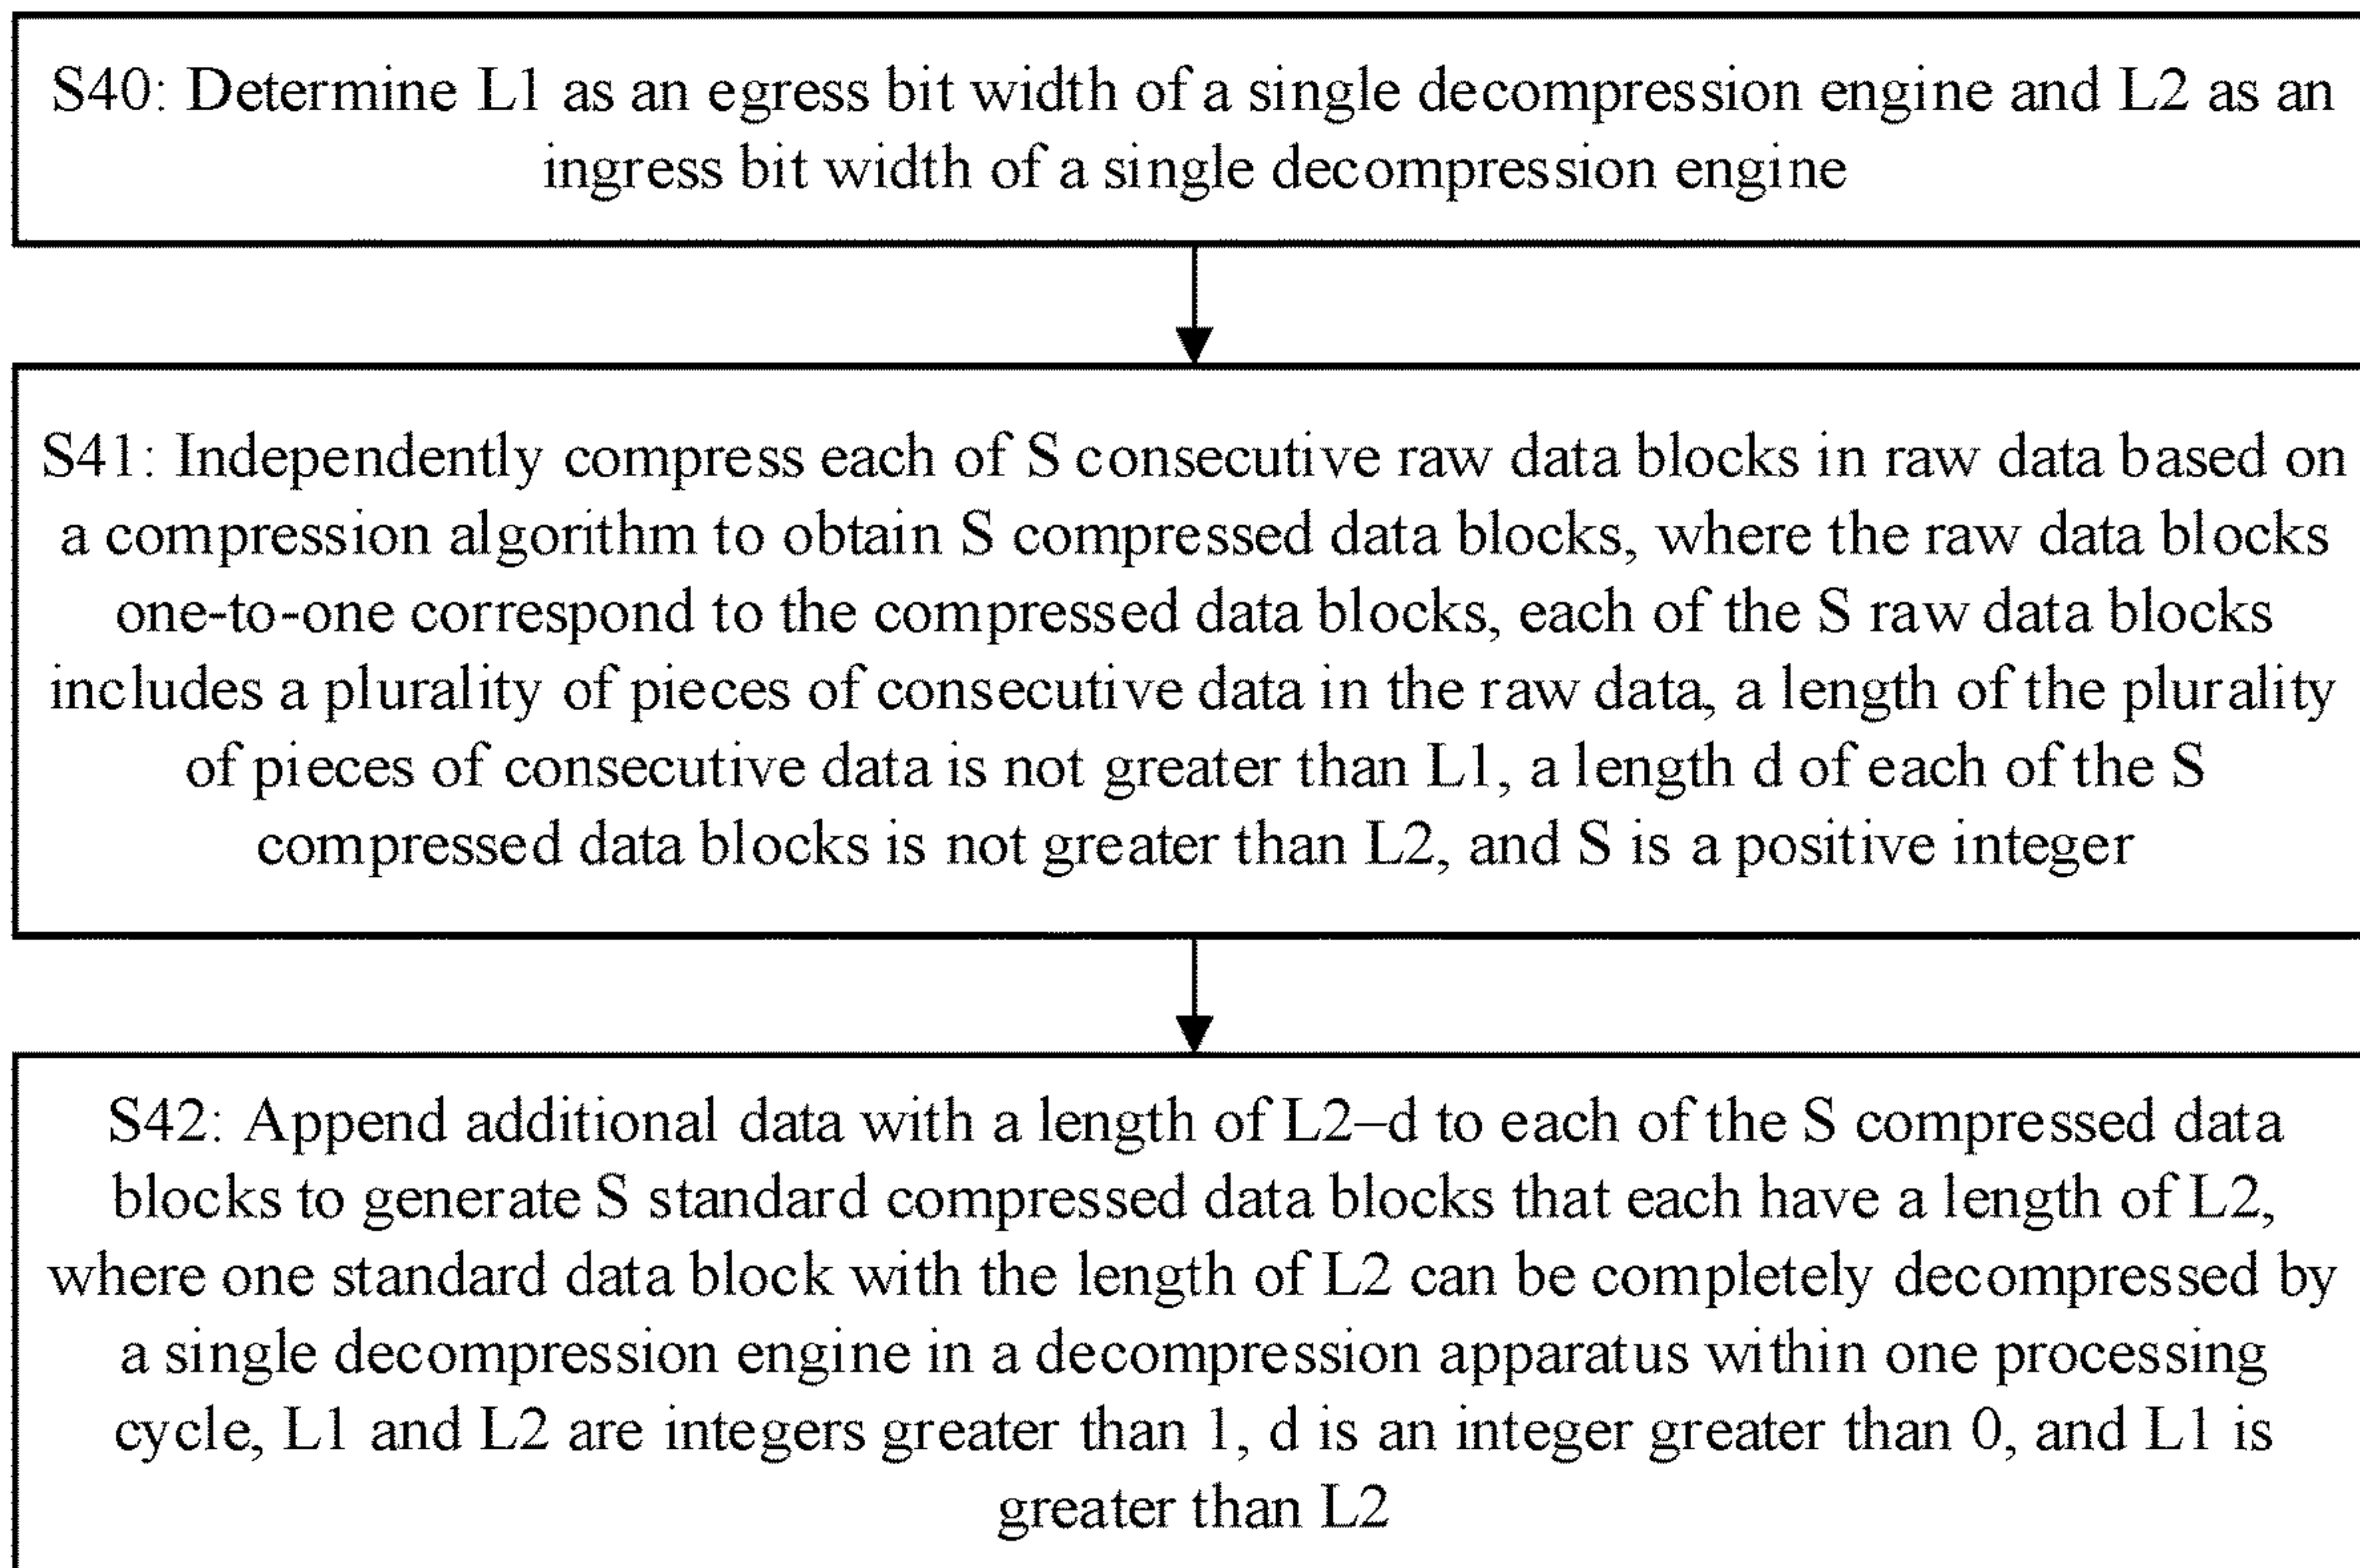 S40: Determine L1 as an egress bit width of a single decompression engine and L2 as an
ingress bit width of a single decompression engine
S41: Independently compress each of S consecutive raw data blocks in raw data based on
a compression algorithm to obtain S compressed data blocks, where the raw data blocks
one-to-one correspond to the compressed data blocks, each of the S raw data blocks
includes a plurality of pieces of consecutive data in the raw data, a length of the plurality
of pieces of consecutive data is not greater than L1, a length d of each of the S
compressed data blocks is not greater than L2, and S is a positive integer
S42: Append additional data with a length of L2–d to each of the S compressed data
blocks to generate S standard compressed data blocks that each have a length of L2,
where one standard data block with the length of L2 can be completely decompressed by
a single decompression engine in a decompression apparatus within one processing
cycle, L1 and L2 are integers greater than 1, d is an integer greater than 0, and L1 is
greater than L2